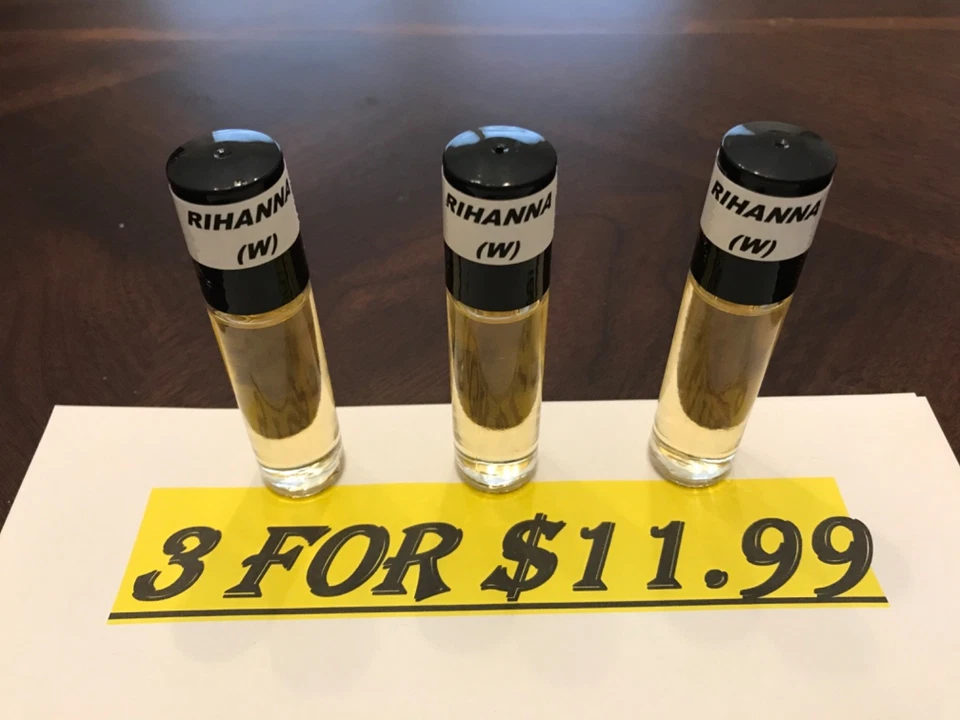 RIHANNA
(W)
RIHANNA
(W)
RIHANNA
(W)
3 FOR $11.99